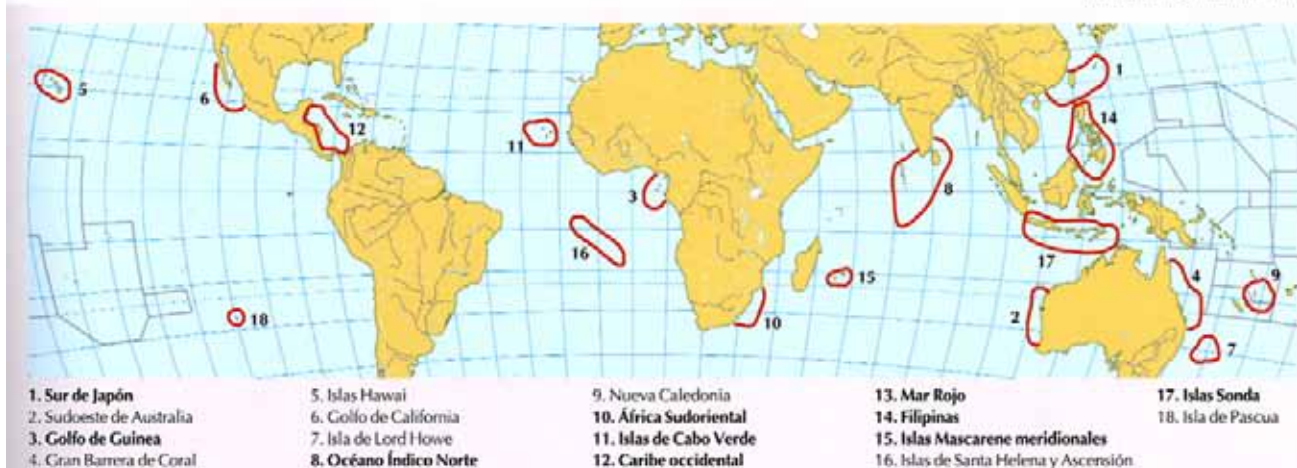 5
6
12
11
3
16
18
10
15
8
1
14
17
2
4
9
7
1. Sur de Japón
2. Sudoeste de Australia
3. Golfo de Guinea
4. Gran Barrera de Coral
5. Islas Hawai
6. Golfo de California
7. Isla de Lord Howe
8. Océano Índico Norte
9. Nueva Caledonia
10. África Sudoriental
11. Islas de Cabo Verde
12. Caribe occidental
13. Mar Rojo
14. Filipinas
15. Islas Mascarene meridionales
16. Islas de Santa Helena y Ascensión
17. Islas Sonda
18. Isla de Pascua